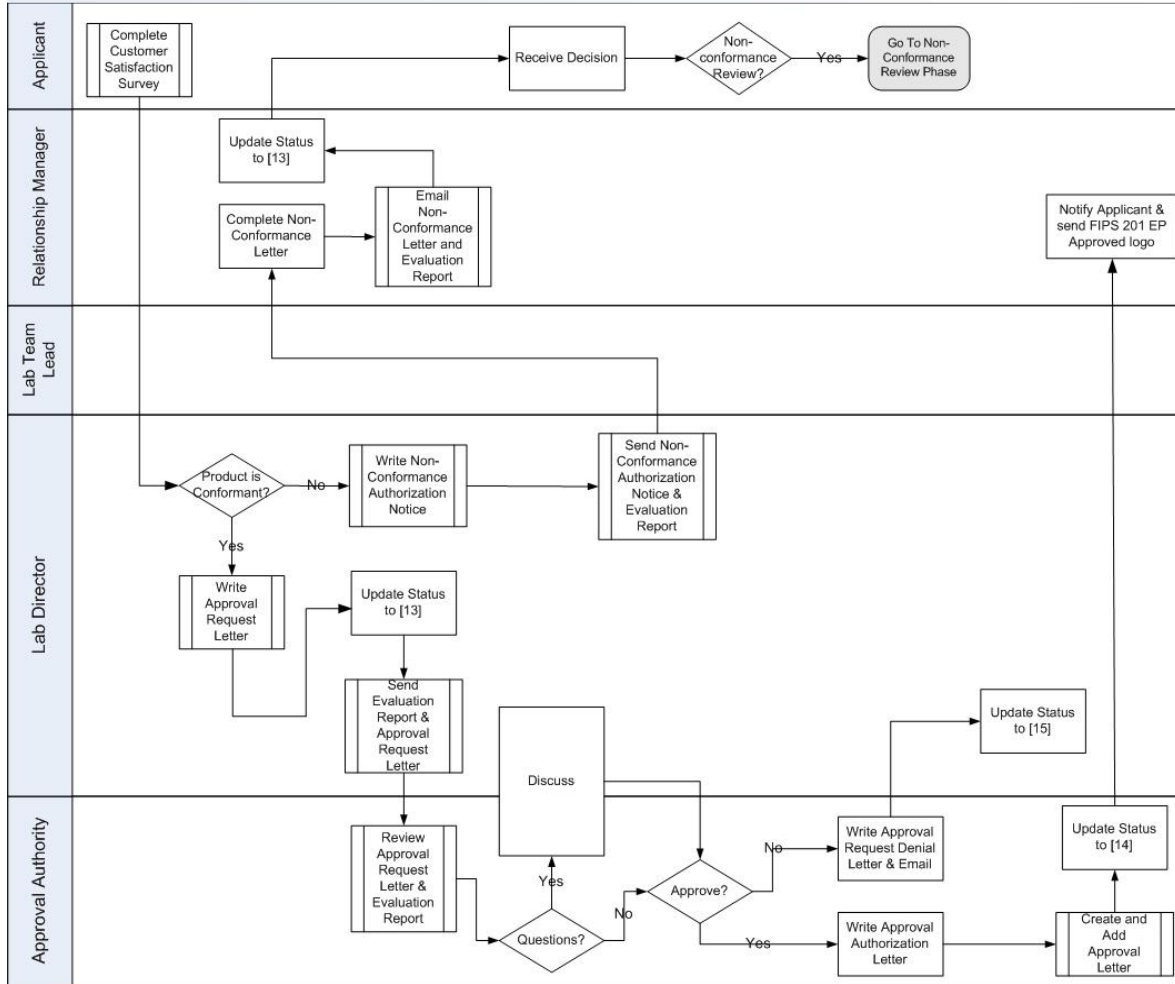 Applicant
Complete
Customer
Satisfaction
Survey
Receive Decision
Non-
conformance
Review?
Yes
Go To Non-
Conformance
Review Phase
Relationship Manager
Update Status
to [13]
Complete Non-
Conformance
Letter
Email
Non-
Conformance
Letter and
Evaluation
Report
Notify Applicant &
send FIPS 201 EP
Approved logo
Lab Team
Lead
Lab Director
Product is
Conformant?
No
Write Non-
Conformance
Authorization
Notice
Send Non-
Conformance
Authorization
Notice &
Evaluation
Report
Yes
Write
Approval
Request
Letter
Update Status
to [13]
Send
Evaluation
Report &
Approval
Request
Letter
Discuss
Update Status
to [15]
Approval Authority
Review
Approval
Request
Letter &
Evaluation
Report
Yes
Questions?
No
Approve?
No
Write Approval
Request Denial
Letter & Email
Yes
Write Approval
Authorization
Letter
Update Status
to [14]
Create and
Add
Approval
Letter